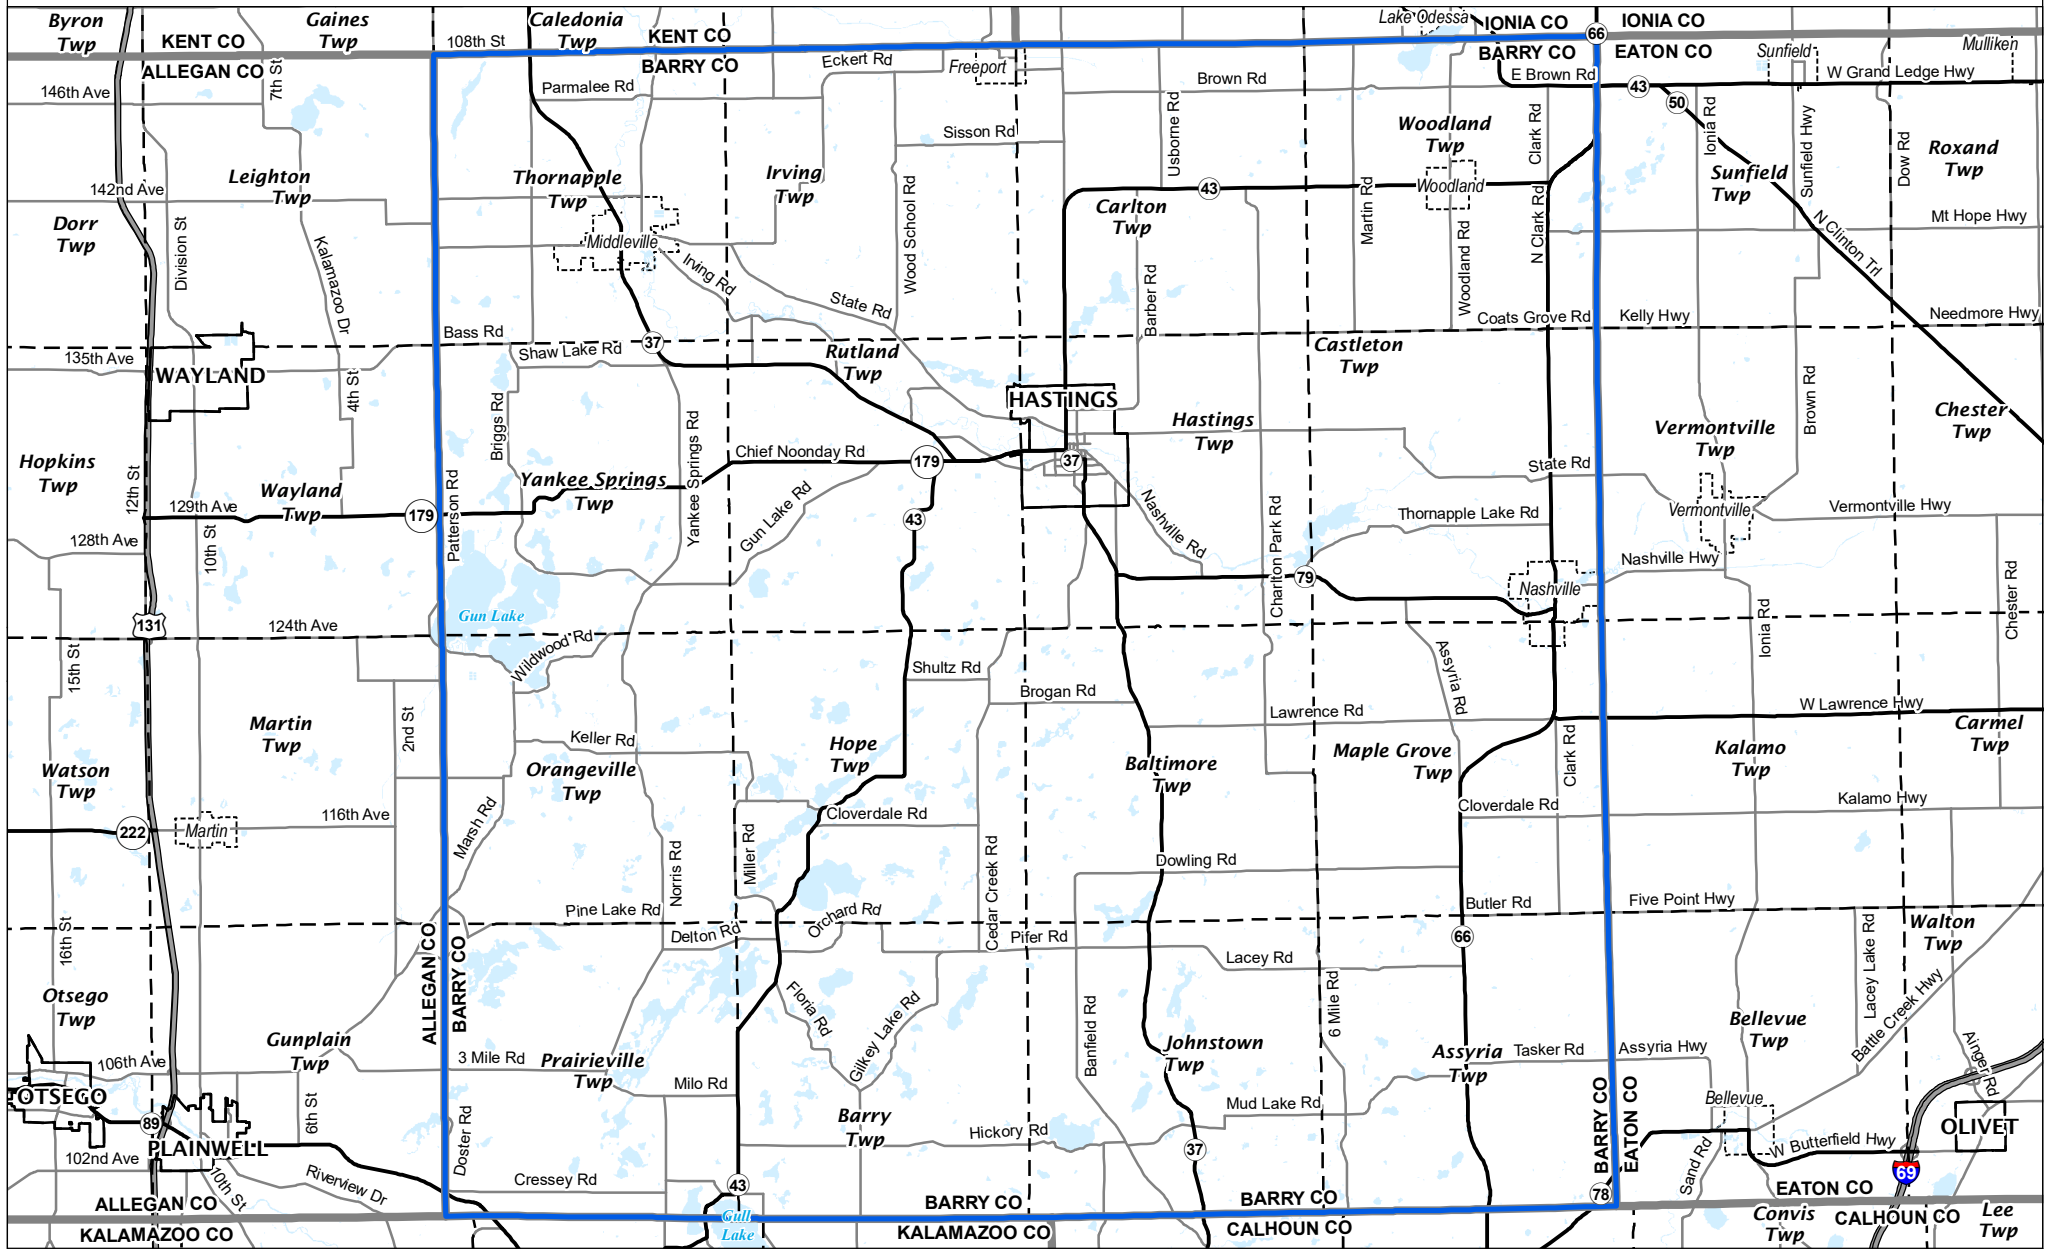 Byron
Twp
Gaines
Twp
Caledonia
Twp
Lake Odessa
IONIA CO
IONIA CO
KENT CO
KENT CO
108th St
66
BARRY CO
EATON CO
Sunfield
Mulliken
ALLEGAN CO
BARRY CO
Eckert Rd
Freeport
7th St
146th Ave
Parmalee Rd
Brown Rd
E Brown Rd
43
W Grand Ledge Hwy
50
Sisson Rd
Usborne Rd
Woodland
Twp
Clark Rd
Ionia Rd
Sunfield Hwy
Dow Rd
Roxand
Twp
Leighton
Twp
142nd Ave
Thornapple
Twp
Irving
Twp
Wood School Rd
43
Woodland
Sunfield
Twp
Dorr
Twp
Division St
Kalamazoo Dr
Middleville
Irving Rd
Carlton
Twp
Martin Rd
Woodland Rd
N Clark Rd
Mt Hope Hwy
N Clinton Trl
State Rd
Barber Rd
Bass Rd
Coats Grove Rd
Kelly Hwy
Needmore Hwy
37
135th Ave
Shaw Lake Rd
Rutland
Twp
Castleton
Twp
WAYLAND
4th St
Briggs Rd
Yankee Springs Rd
HASTINGS
Hastings
Twp
Brown Rd
Chester
Twp
Vermontville
Twp
Hopkins
Twp
12th St
Chief Noonday Rd
179
37
State Rd
Wayland
Twp
129th Ave
179
Patterson Rd
Yankee Springs
Twp
Gun Lake Rd
43
Nashville Rd
Charlton Park Rd
Thornapple Lake Rd
Vermontville
Vermontville Hwy
128th Ave
10th St
Nashville Hwy
79
Nashville
Chester Rd
131
124th Ave
Gun Lake
Wildwood Rd
Ionia Rd
15th St
Shultz Rd
Assyria Rd
Brogan Rd
Lawrence Rd
W Lawrence Hwy
Martin
Twp
2nd St
Keller Rd
Hope
Twp
Maple Grove
Twp
Clark Rd
Kalamo
Twp
Carmel
Twp
Watson
Twp
Orangeville
Twp
Baltimore
Twp
Cloverdale Rd
Cloverdale Rd
Kalamo Hwy
222
Martin
116th Ave
Marsh Rd
Norris Rd
Miller Rd
Cedar Creek Rd
Dowling Rd
16th St
Pine Lake Rd
Orchard Rd
Butler Rd
Five Point Hwy
Delton Rd
Pifer Rd
66
Walton
Twp
ALLEGAN CO
BARRY CO
Lacey Rd
Lacey Lake Rd
Otsego
Twp
Floria Rd
Gilkey Lake Rd
Banfield Rd
6 Mile Rd
Battle Creek Hwy
Bellevue
Twp
Gunplain
Twp
106th Ave
3 Mile Rd
Prairieville
Twp
Johnstown
Twp
Assyria
Twp
Tasker Rd
Assyria Hwy
Ainger Rd
Milo Rd
OTSEGO
89
6th St
Barry
Twp
Mud Lake Rd
BARRY CO
EATON CO
Bellevue
OLIVET
PLAINWELL
Doster Rd
Hickory Rd
37
Sand Rd
W Butterfield Hwy
102nd Ave
10th St
Riverview Dr
Cressey Rd
43
78
69
ALLEGAN CO
BARRY CO
BARRY CO
EATON CO
KALAMAZOO CO
Gull
Lake
KALAMAZOO CO
CALHOUN CO
Convis
Twp
CALHOUN CO
Lee
Twp